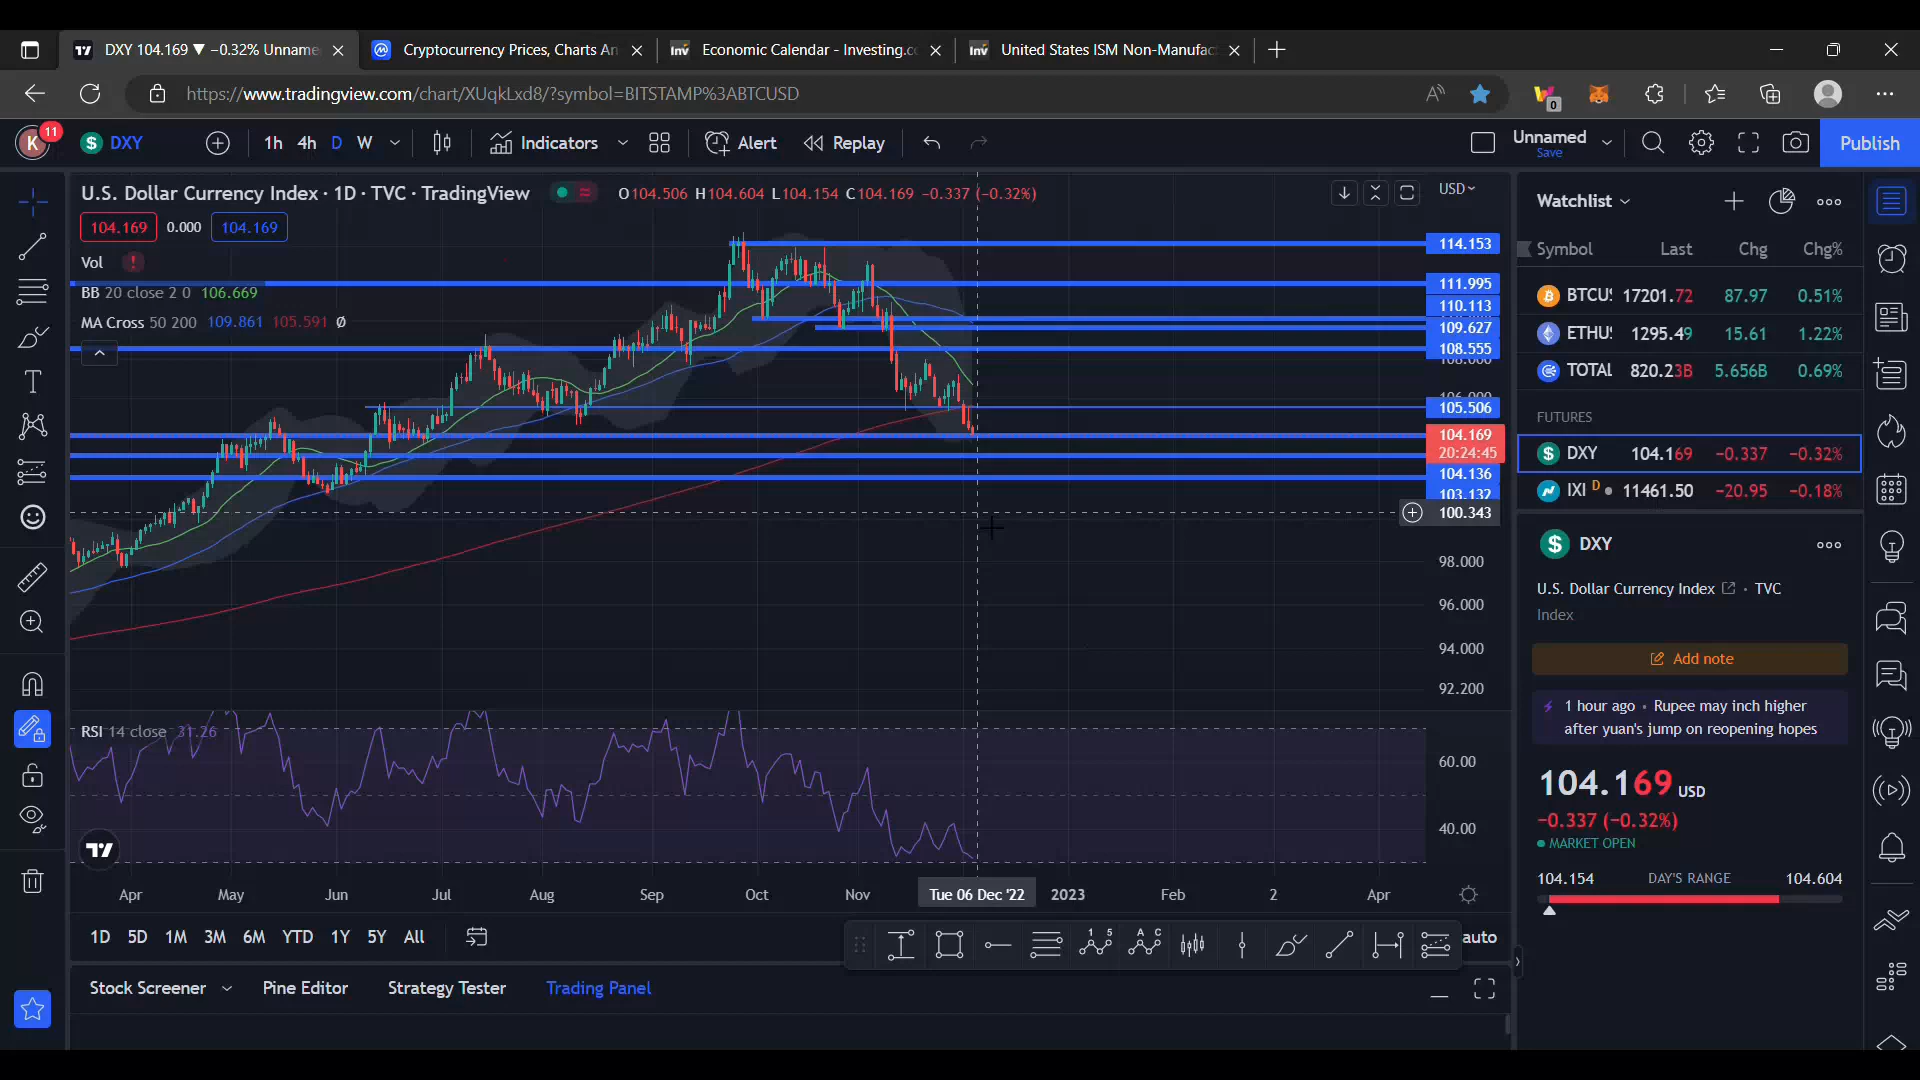 DXY 104.169 ▼ −0.32% Unname
Cryptocurrency Prices, Charts An
Economic Calendar - Investing.co
United States ISM Non-Manufac
https://www.tradingview.com/chart/XUqkLxd8/?symbol=BITSTAMP%3ABTCUSD
0
K 11 DXY 1h 4h D W Indicators Alert Replay Unnamed Save Publish
U.S. Dollar Currency Index · 1D · TVC · TradingView O104.506 H104.604 L104.154 C104.169 −0.337 (−0.32%) USD
104.169 0.000 104.169
Vol
BB 20 close 2 0 106.669
MA Cross 50 200 109.861 105.591 Ø
114.153
111.995
110.113
109.627
108.555
105.506
104.169
20:24:45
104.136
103.132
100.343
98.000
96.000
94.000
92.200
RSI 14 close 31.26
60.00
40.00
Apr May Jun Jul Aug Sep Oct Nov Tue 06 Dec '22 2023 Feb 2 Apr
1D 5D 1M 3M 6M YTD 1Y 5Y All auto
Stock Screener Pine Editor Strategy Tester Trading Panel
Watchlist
Symbol Last Chg Chg%
BTCUS 17201.72 87.97 0.51%
ETHUS 1295.49 15.61 1.22%
TOTAL 820.23B 5.656B 0.69%
FUTURES
DXY 104.169 −0.337 −0.32%
IXI D 11461.50 −20.95 −0.18%
DXY
U.S. Dollar Currency Index · TVC
Index
Add note
1 hour ago · Rupee may inch higher
after yuan's jump on reopening hopes
104.169 USD
−0.337 (−0.32%)
MARKET OPEN
104.154 DAY'S RANGE 104.604